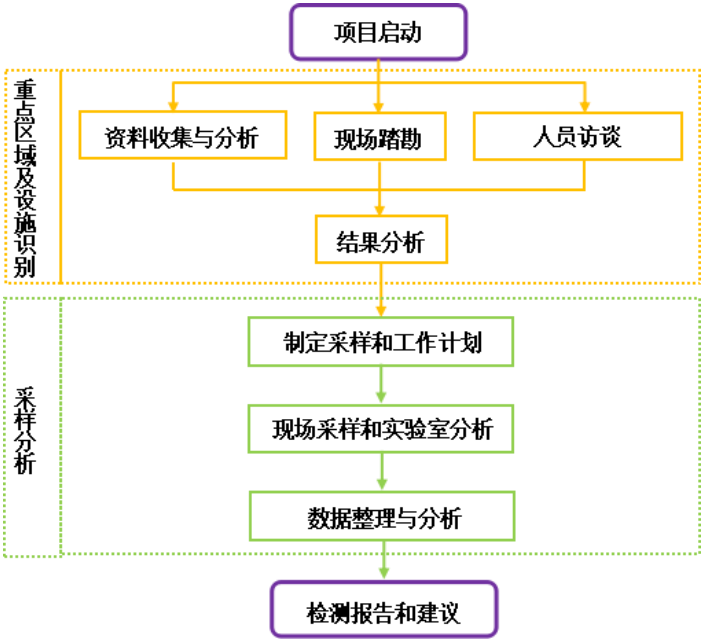 项目启动
重点区域及设施识别
资料收集与分析
现场踏勘
人员访谈
结果分析
采样分析
制定采样和工作计划
现场采样和实验室分析
数据整理与分析
检测报告和建议